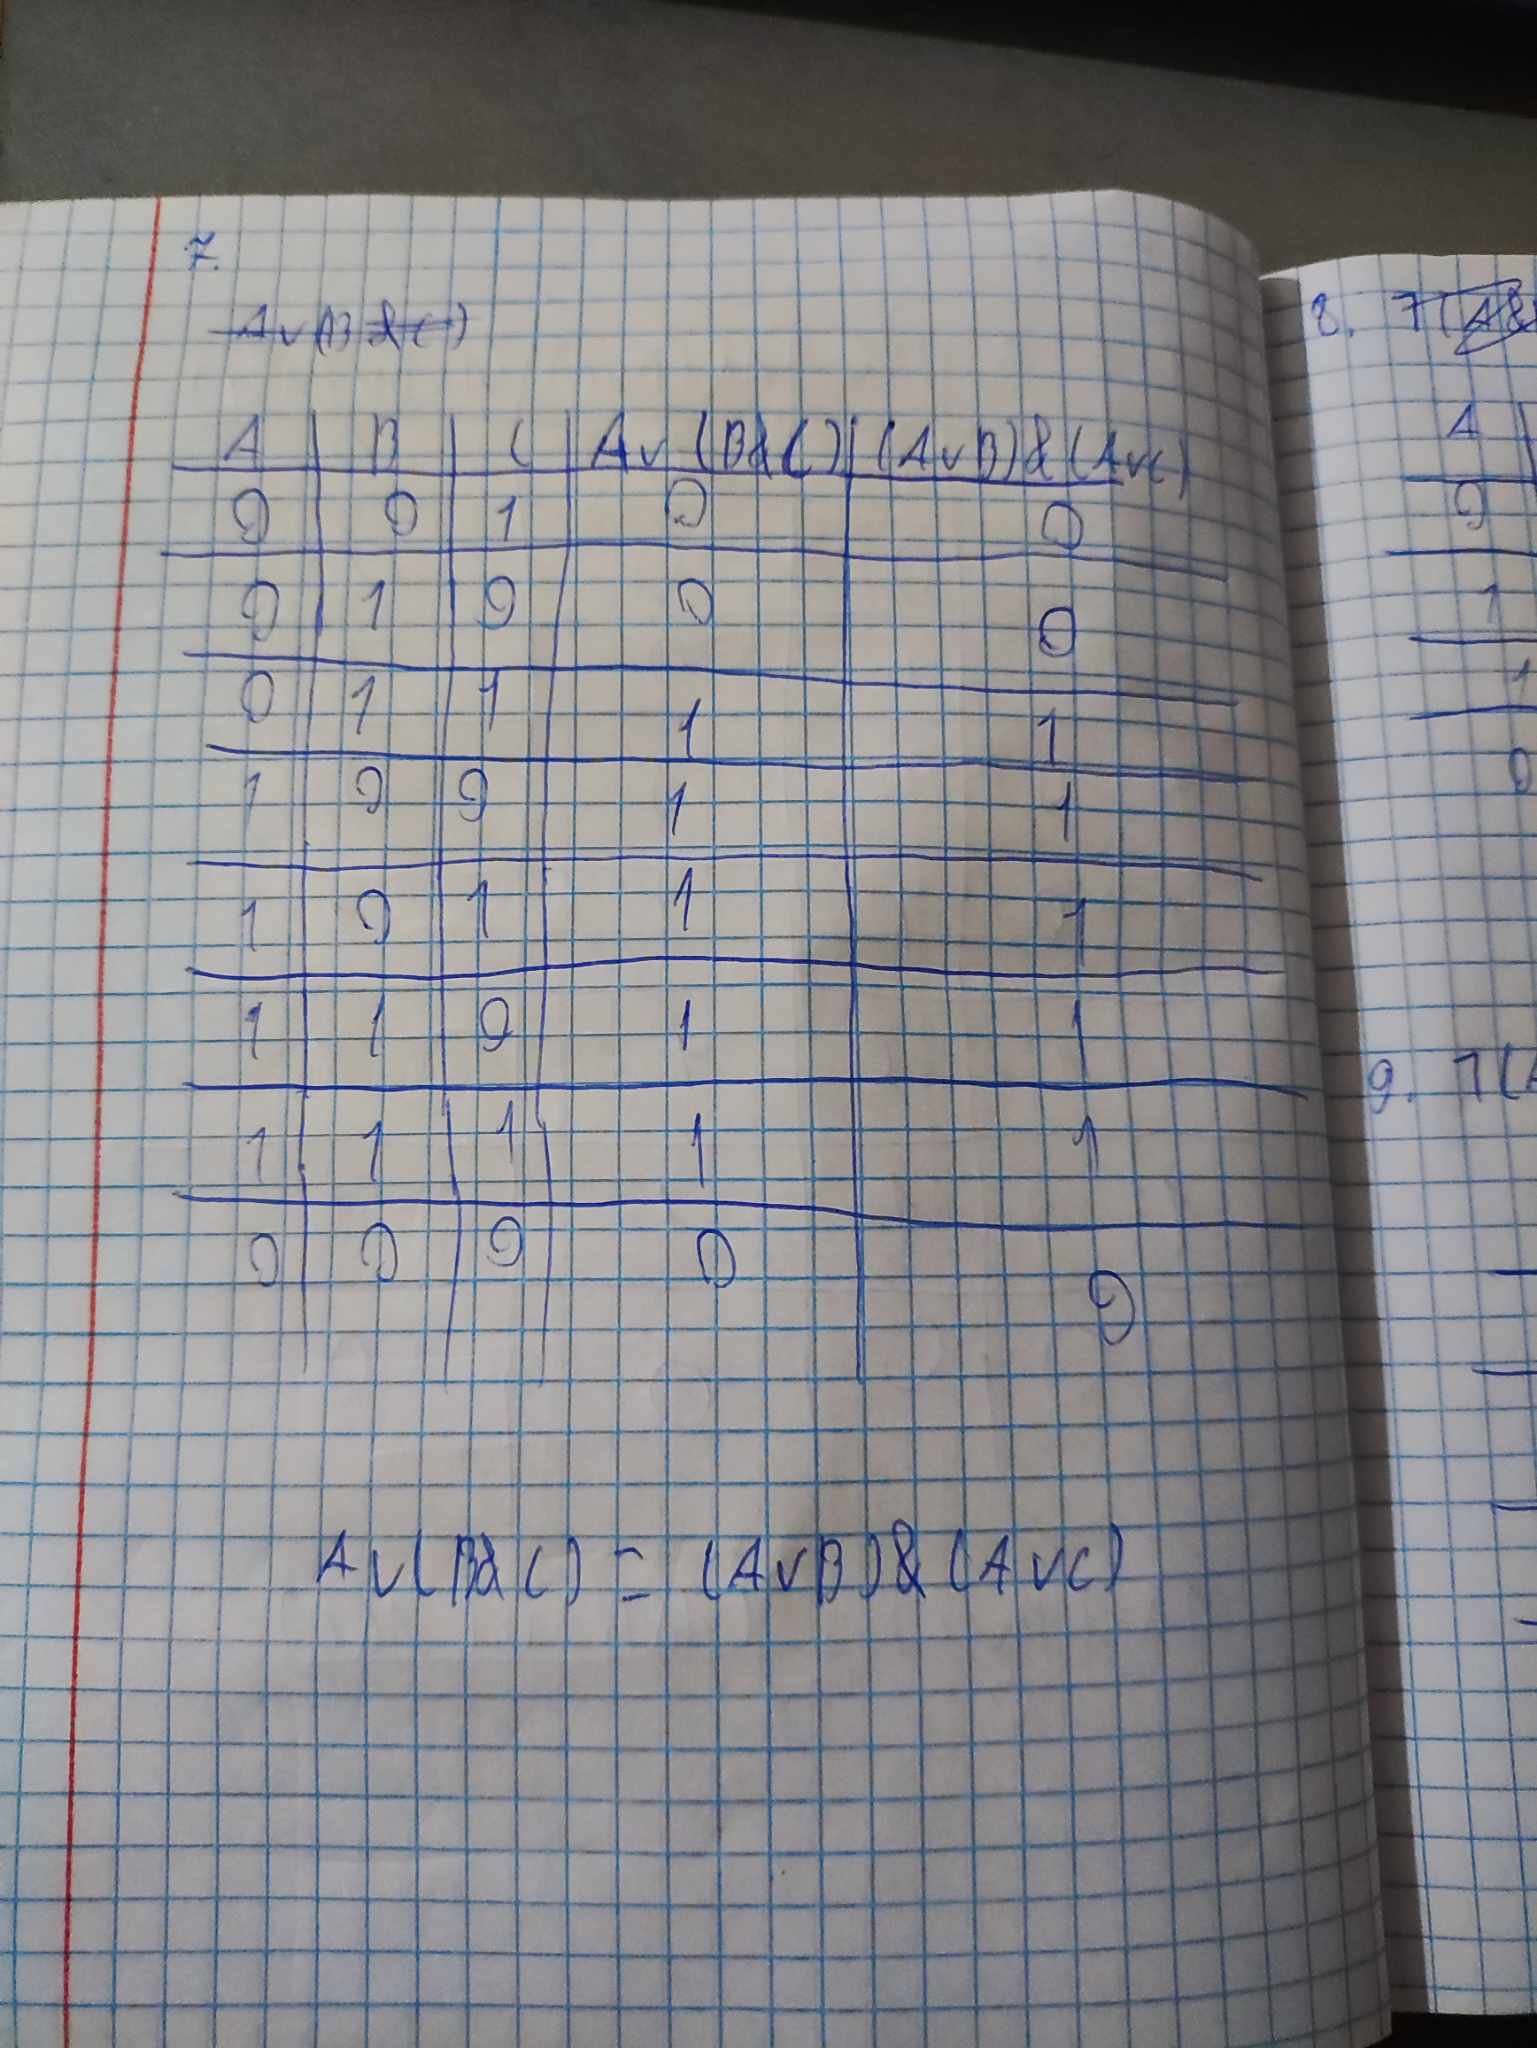 7.
A v (B & C)
A B C A v (B & C) (A v B) & (A v C)
0 0 1 0 0
0 1 0 0 0
0 1 1 1 1
1 0 0 1 1
1 0 1 1 1
1 1 0 1 1
1 1 1 1 1
0 0 0 0 0
A v (B & C) = (A v B) & (A v C)
8. 7 (A &
A
0
1
1
0
9. 7 (A